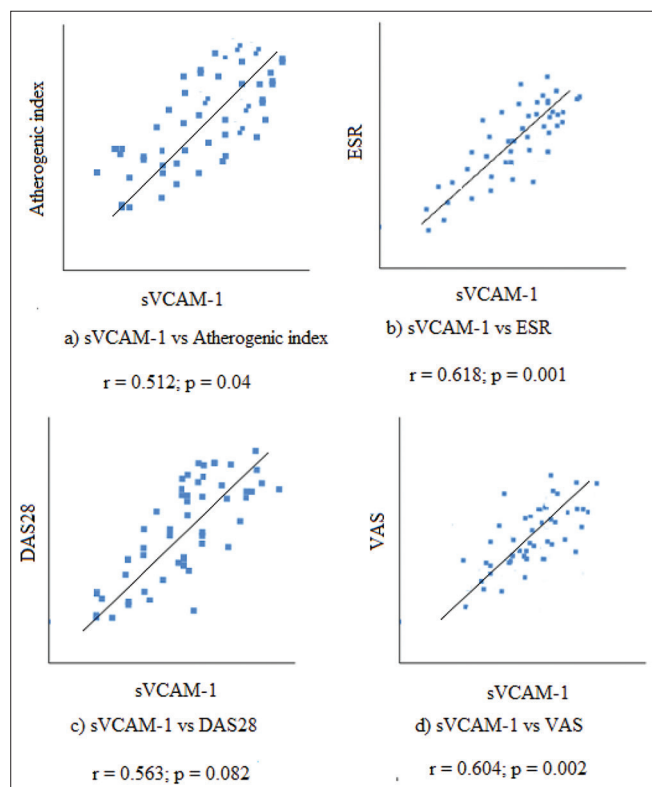 Atherogenic index
sVCAM-1
a) sVCAM-1 vs Atherogenic index
r = 0.512; p = 0.04
ESR
sVCAM-1
b) sVCAM-1 vs ESR
r = 0.618; p = 0.001
DAS28
sVCAM-1
c) sVCAM-1 vs DAS28
r = 0.563; p = 0.082
VAS
sVCAM-1
d) sVCAM-1 vs VAS
r = 0.604; p = 0.002